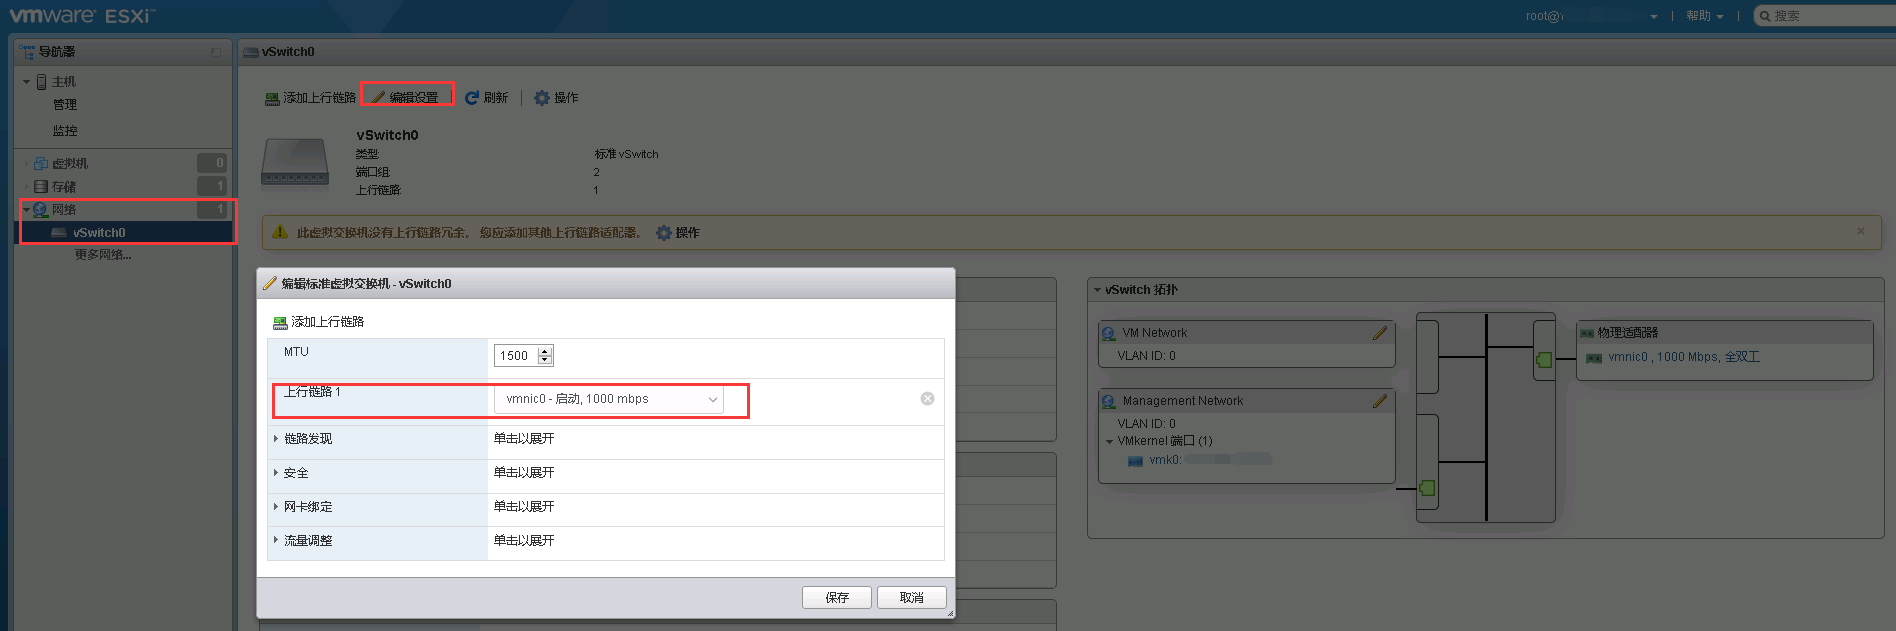 vmware ESXi™
root@
帮助
搜索
导航器
主机
管理
监控
虚拟机 0
存储 1
网络 1
vSwitch0
更多网络...
vSwitch0
添加上行链路
编辑设置
刷新
操作
vSwitch0
类型 标准 vSwitch
端口组: 2
上行链路: 1
此虚拟交换机没有上行链路冗余。 您应添加其他上行链路适配器。 操作
编辑标准虚拟交换机 - vSwitch0
添加上行链路
MTU 1500
上行链路 1 vmnic0 - 启动, 1000 mbps
链路发现 单击以展开
安全 单击以展开
网卡绑定 单击以展开
流量调整 单击以展开
保存
取消
vSwitch 拓扑
VM Network
VLAN ID: 0
Management Network
VLAN ID: 0
VMkernel 端口 (1)
vmk0:
物理适配器
vmnic0 , 1000 Mbps, 全双工